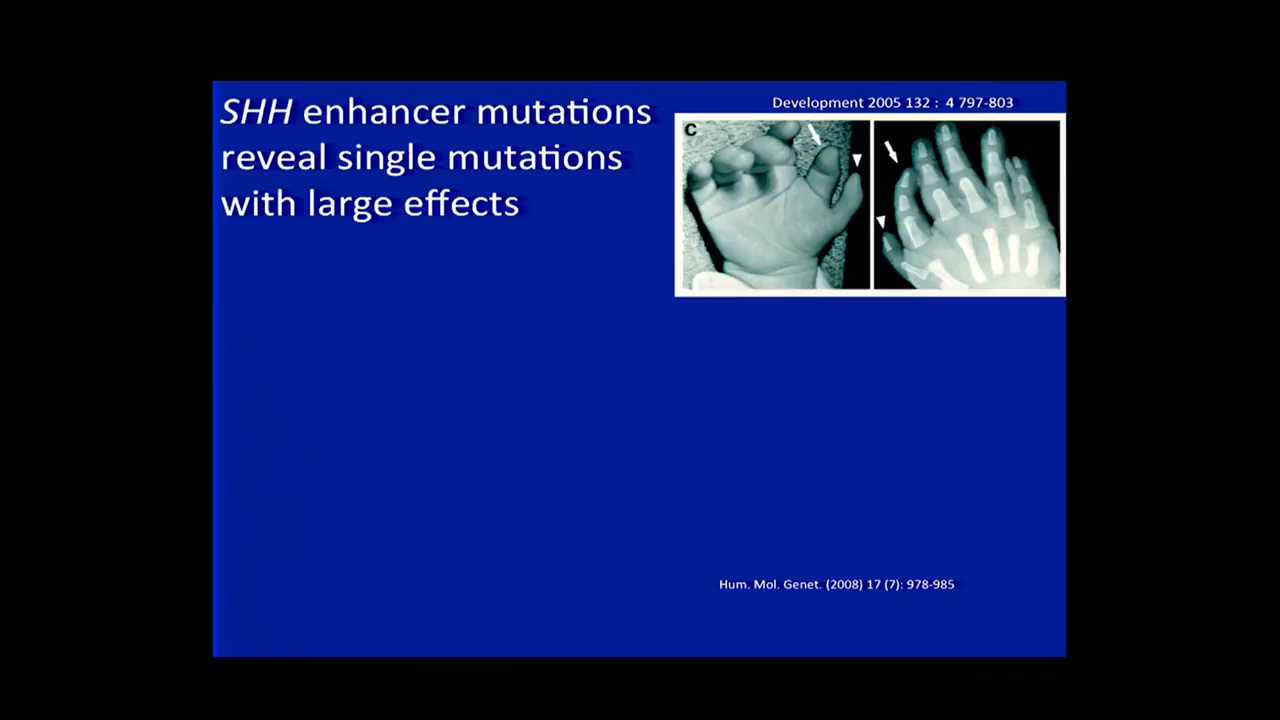 SHH enhancer mutations
reveal single mutations
with large effects
Development 2005 132 : 4 797-803
C
Hum. Mol. Genet. (2008) 17 (7): 978-985